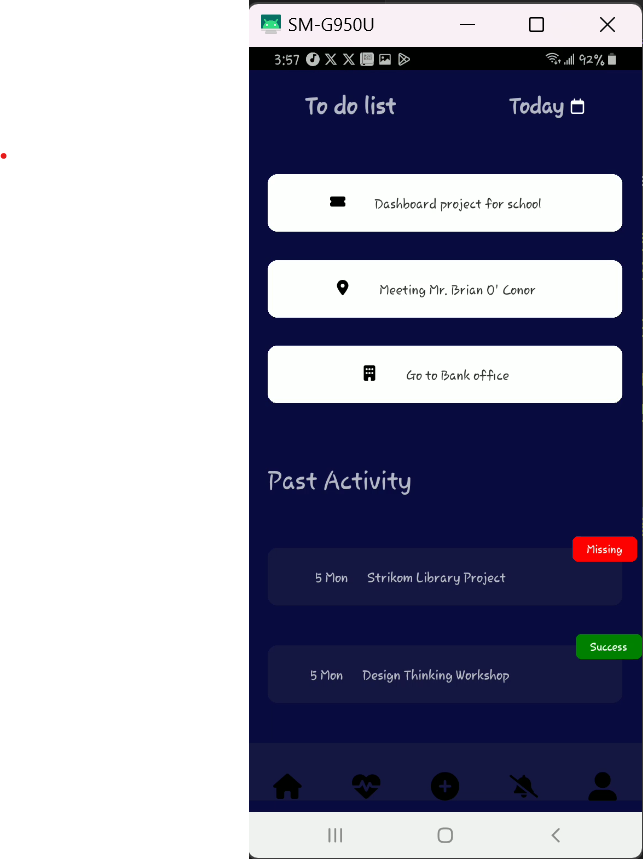 SM-G950U
3:57 92%
To do list Today
Dashboard project for school
Meeting Mr. Brian O' Conor
Go to Bank office
Past Activity
Missing
5 Mon Strikom Library Project
Success
5 Mon Design Thinking Workshop